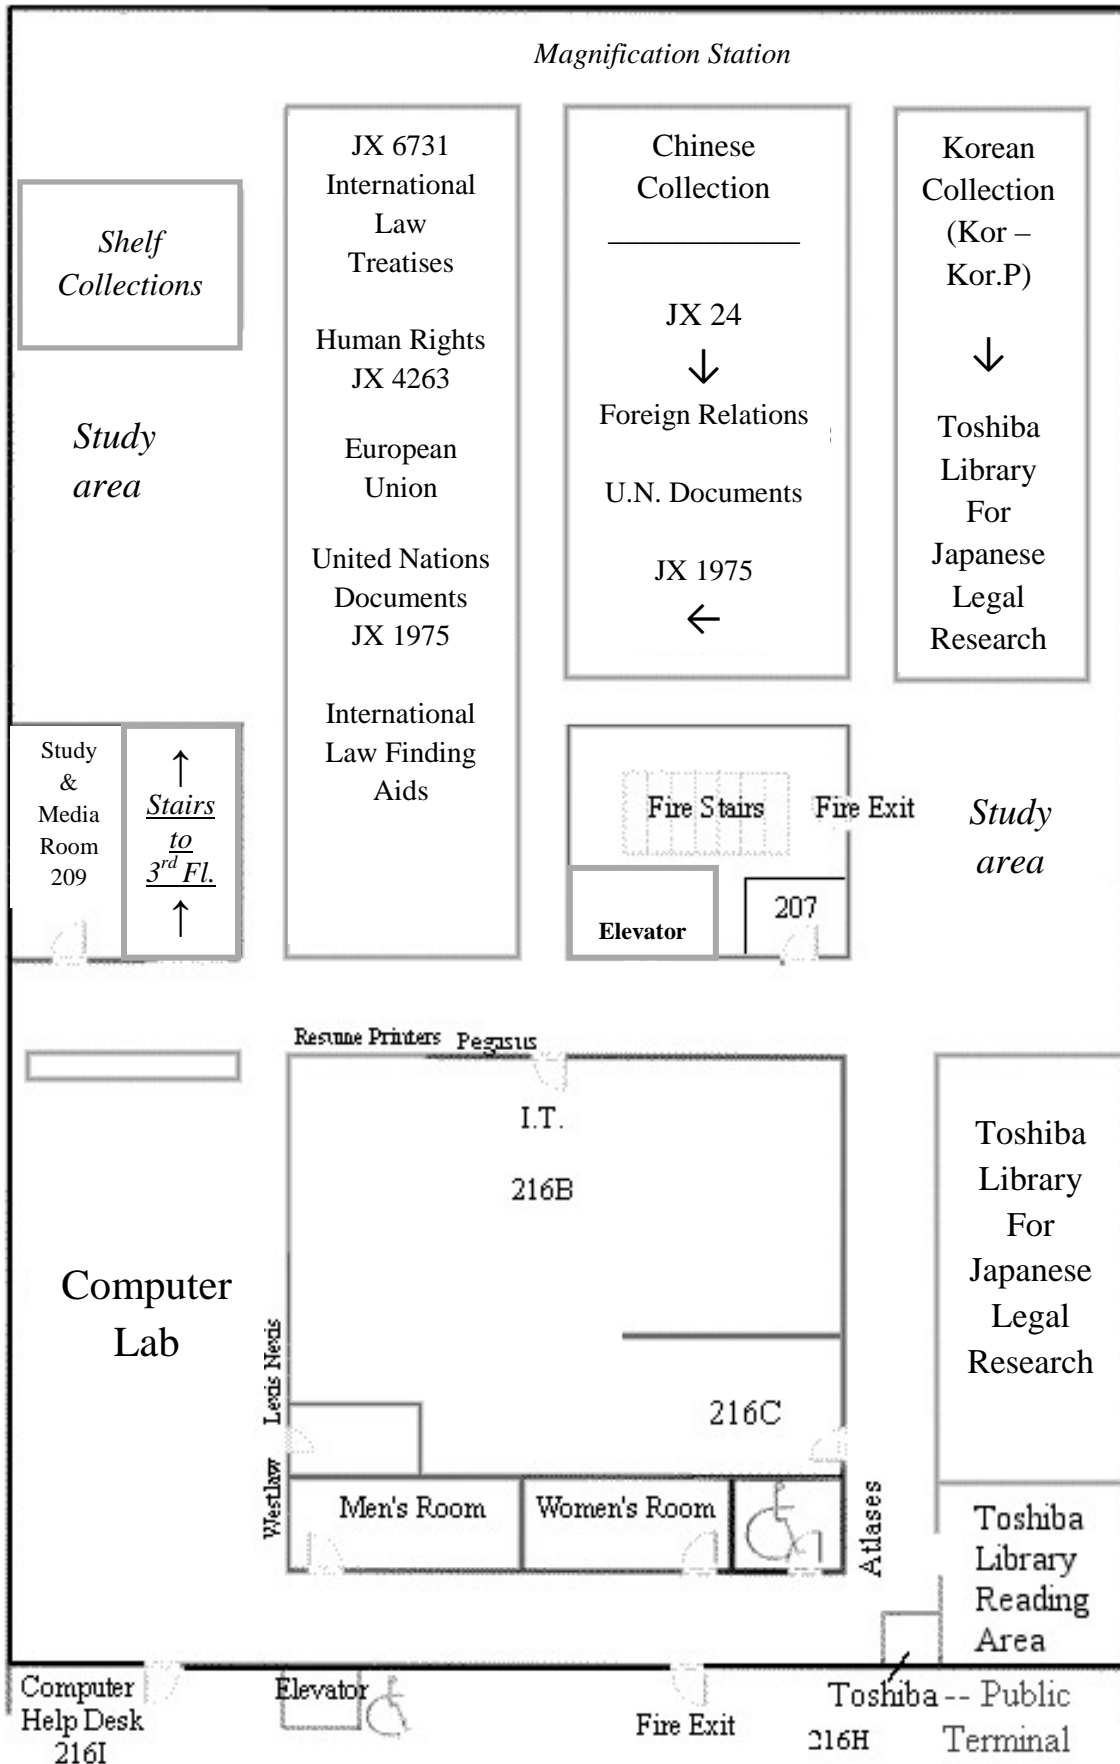 Magnification Station
JX 6731
International
Law
Treatises
Human Rights
JX 4263
European
Union
United Nations
Documents
JX 1975
International
Law Finding
Aids
Chinese
Collection
____________
JX 24
↓
Foreign Relations
U.N. Documents
JX 1975
←
Korean
Collection
(Kor –
Kor.P)
↓
Toshiba
Library
For
Japanese
Legal
Research
Shelf
Collections
Study
area
Study
&
Media
Room
209
↑
Stairs
to
3rd Fl.
↑
Fire Stairs
Fire Exit
Elevator
207
Study
area
Resume Printers
Pegasus
I.T.
216B
Computer
Lab
Lexis Nexis
Westlaw
216C
Men's Room
Women's Room
Atlases
Toshiba
Library
For
Japanese
Legal
Research
Toshiba
Library
Reading
Area
Computer
Help Desk
216I
Elevator
Fire Exit
Toshiba -- Public
216H Terminal